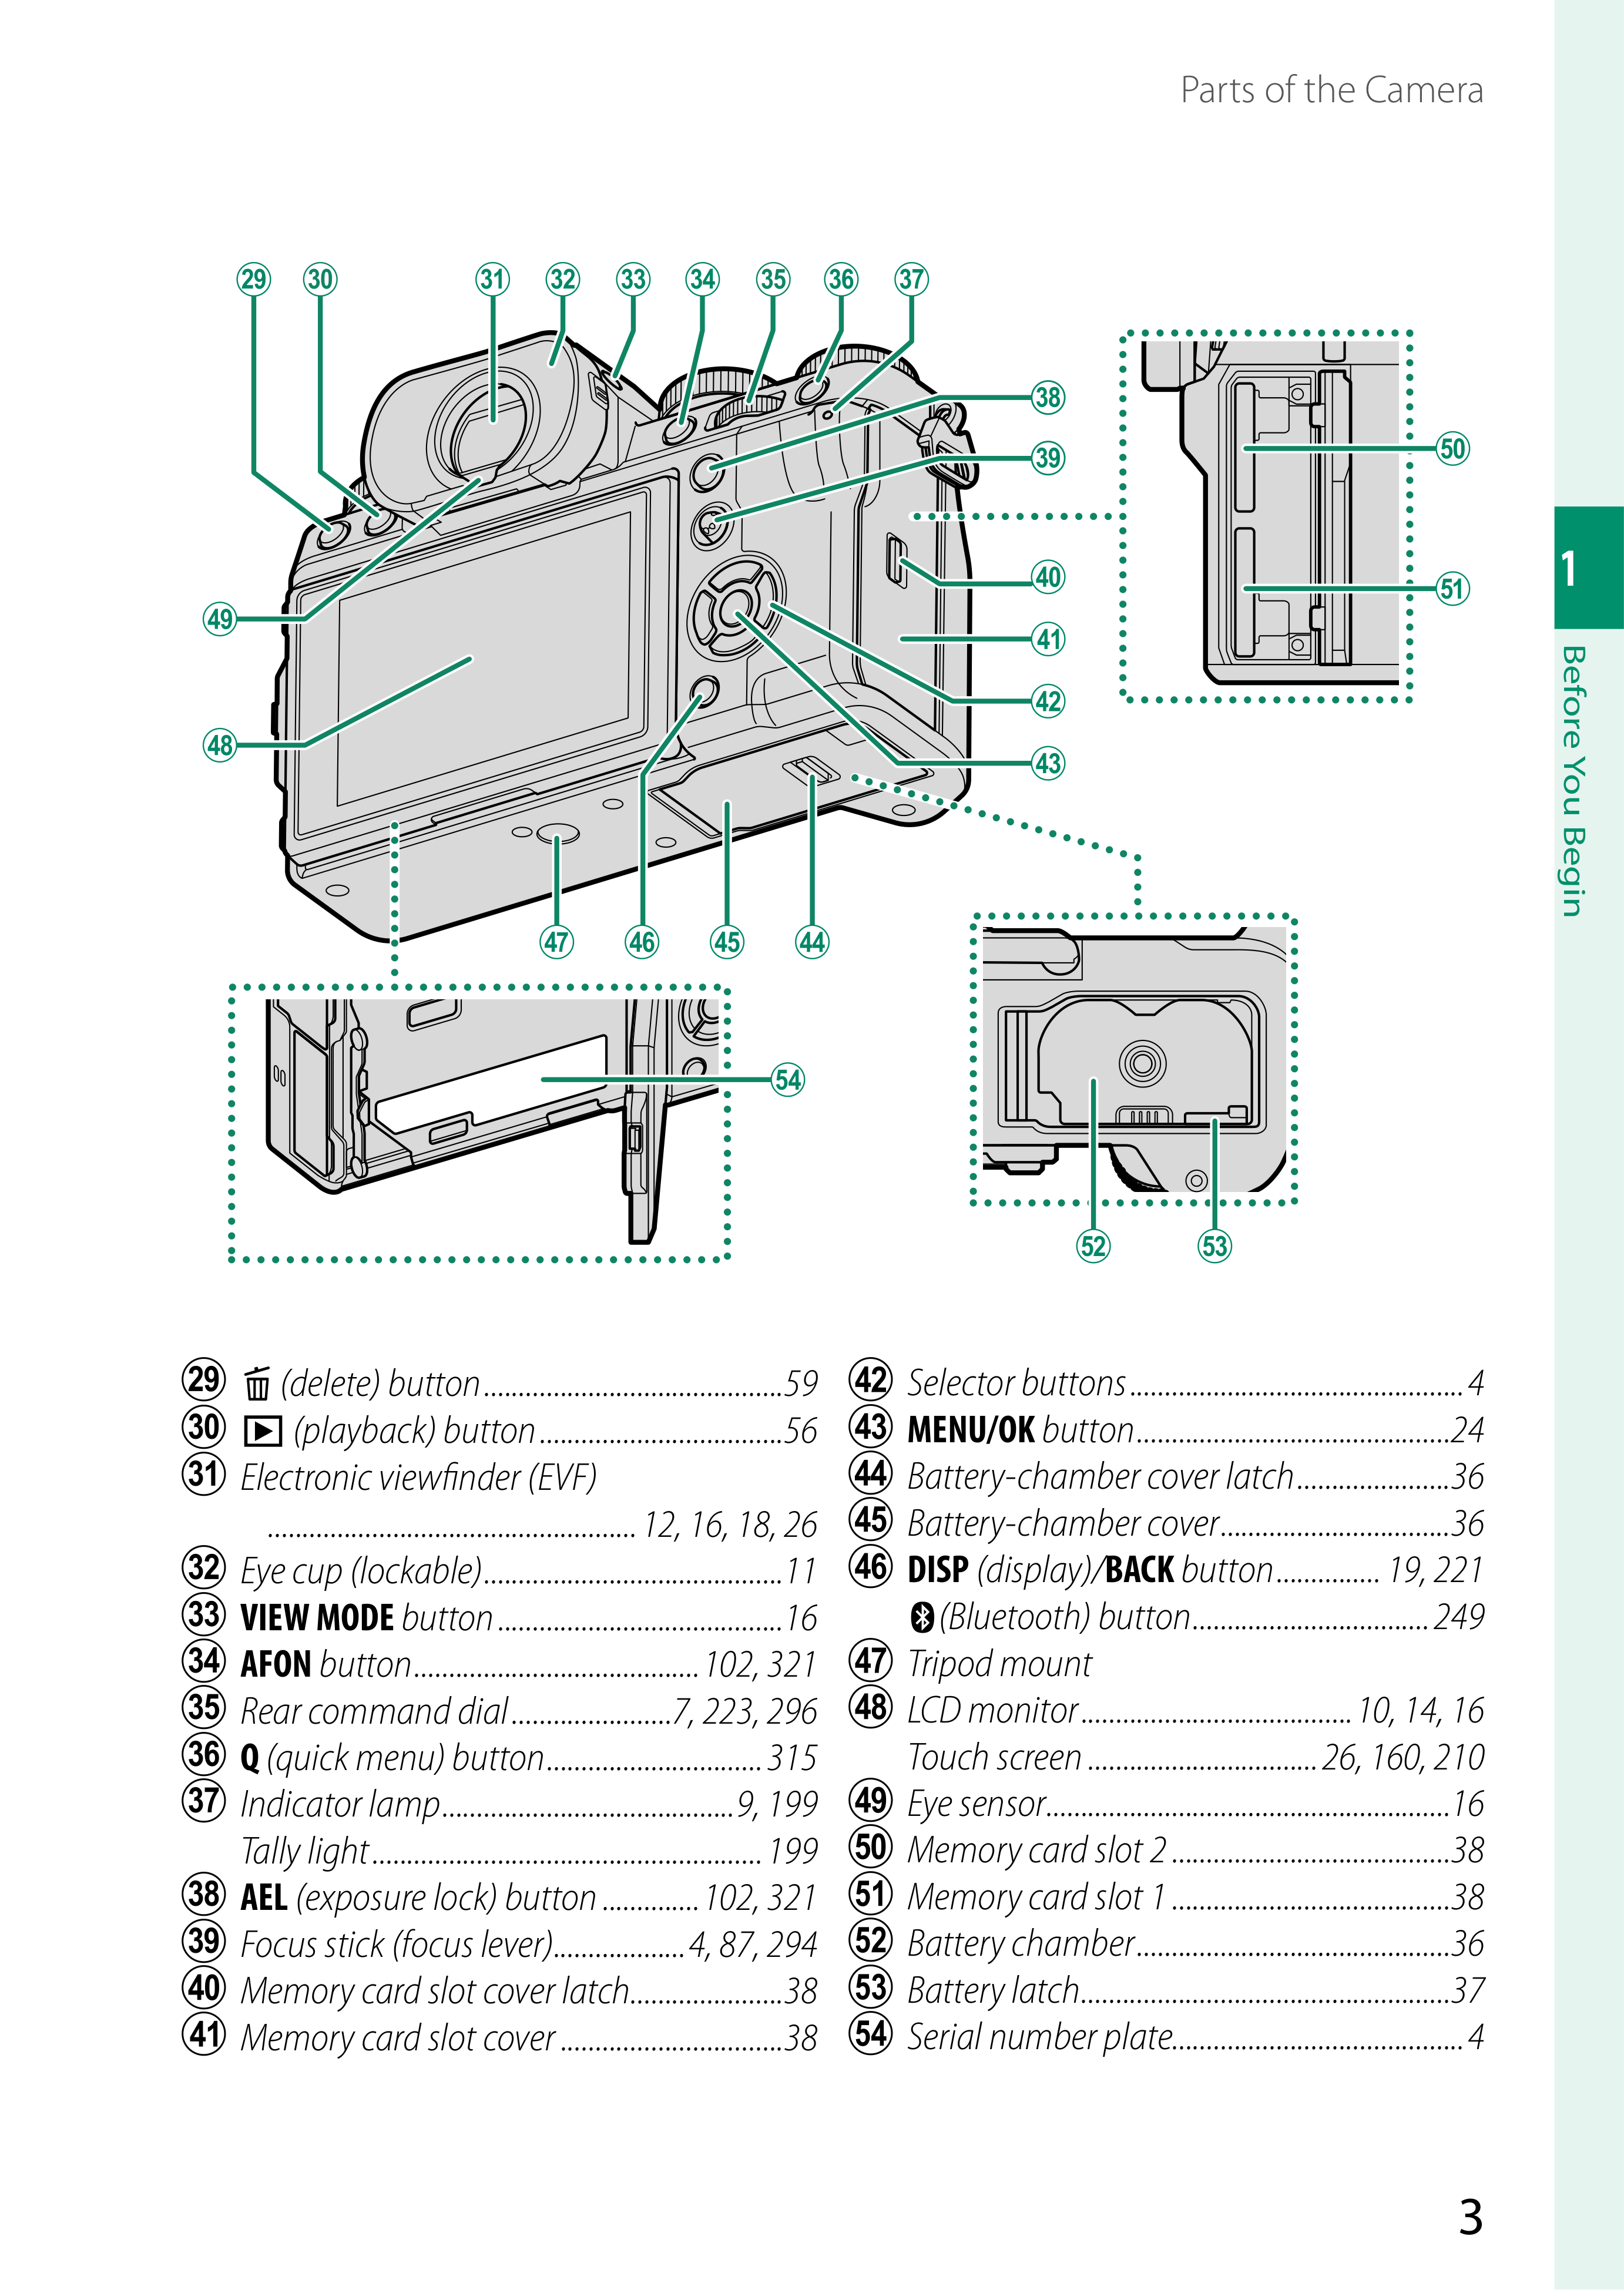 Parts of the Camera
29 30 31 32 33 34 35 36 37
38
50
39
40
51
49
41
42
48
43
47 46 45 44
54
52 53
1
Before You Begin
29 (delete) button...........................................59
30 (playback) button...................................56
31 Electronic viewfinder (EVF)
..................................................... 12, 16, 18, 26
32 Eye cup (lockable)...........................................11
33 VIEW MODE button.........................................16
34 AFON button......................................... 102, 321
35 Rear command dial.......................7, 223, 296
36 Q (quick menu) button............................... 315
37 Indicator lamp.......................................... 9, 199
Tally light........................................................ 199
38 AEL (exposure lock) button.............. 102, 321
39 Focus stick (focus lever)................... 4, 87, 294
40 Memory card slot cover latch......................38
41 Memory card slot cover................................38
42 Selector buttons................................................ 4
43 MENU/OK button.............................................24
44 Battery-chamber cover latch......................36
45 Battery-chamber cover.................................36
46 DISP (display)/BACK button............... 19, 221
(Bluetooth) button.................................. 249
47 Tripod mount
48 LCD monitor....................................... 10, 14, 16
Touch screen................................. 26, 160, 210
49 Eye sensor..........................................................16
50 Memory card slot 2........................................38
51 Memory card slot 1........................................38
52 Battery chamber.............................................36
53 Battery latch.....................................................37
54 Serial number plate.......................................... 4
3